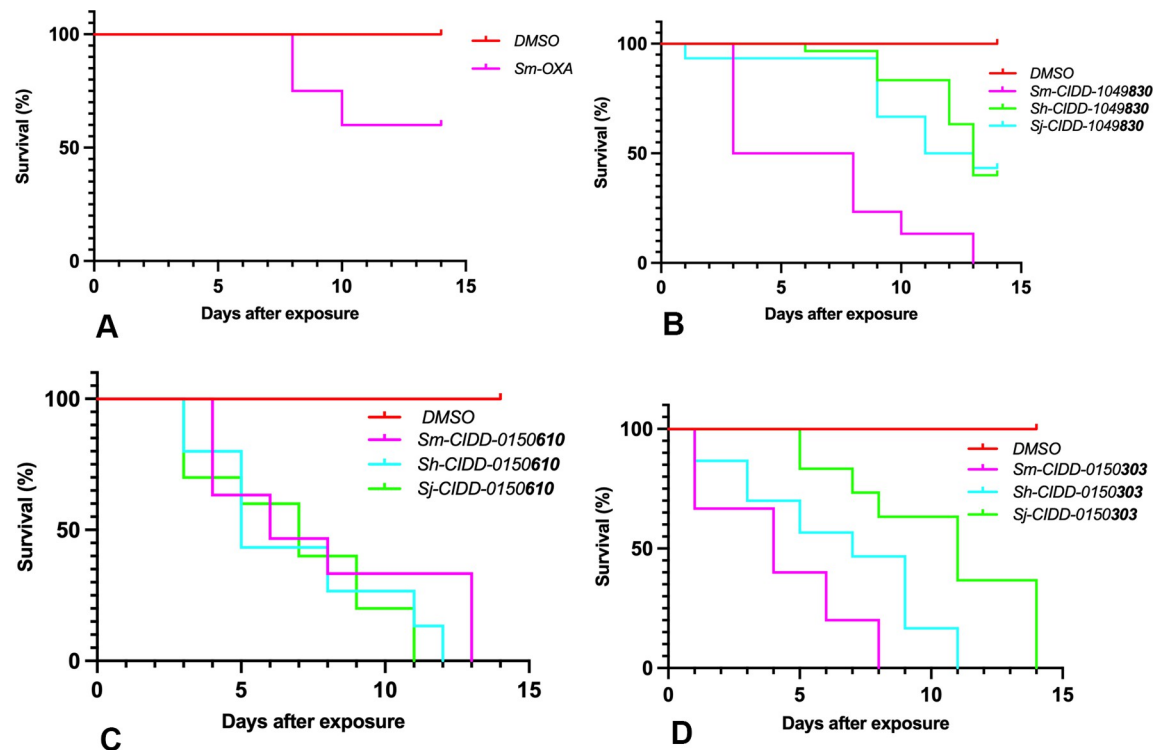 100
50
0
Survival (%)
0 5 10 15
Days after exposure
A
DMSO
Sm-OXA
100
50
0
Survival (%)
0 5 10 15
Days after exposure
B
DMSO
Sm-CIDD-1049830
Sh-CIDD-1049830
Sj-CIDD-1049830
100
50
0
Survival (%)
0 5 10 15
Days after exposure
C
DMSO
Sm-CIDD-0150610
Sh-CIDD-0150610
Sj-CIDD-0150610
100
50
0
Survival (%)
0 5 10 15
Days after exposure
D
DMSO
Sm-CIDD-0150303
Sh-CIDD-0150303
Sj-CIDD-0150303